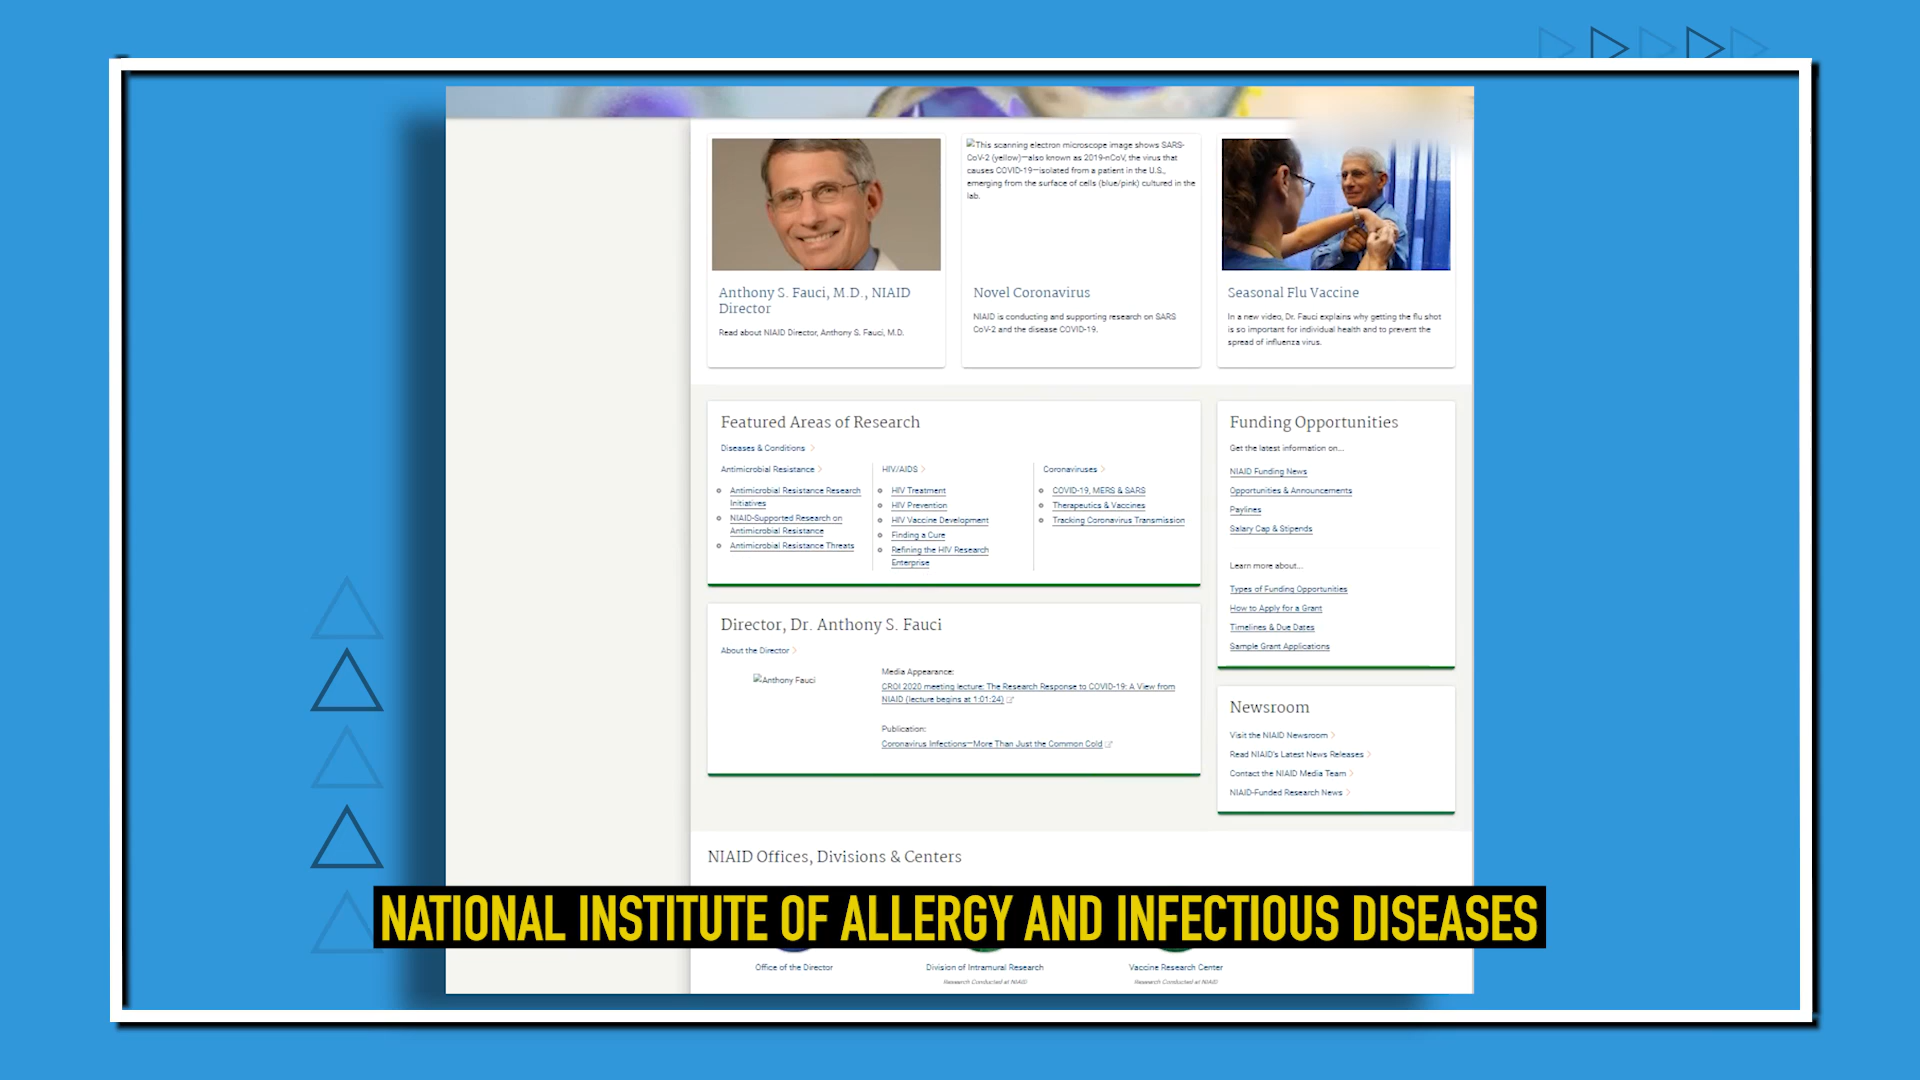 This scanning electron microscope image shows SARS-
CoV-2 (yellow)—also known as 2019-nCoV, the virus that
causes COVID-19—isolated from a patient in the U.S.,
emerging from the surface of cells (blue/pink) cultured in the
lab.
Anthony S. Fauci, M.D., NIAID
Director
Read about NIAID Director, Anthony S. Fauci, M.D.
Novel Coronavirus
NIAID is conducting and supporting research on SARS
CoV-2 and the disease COVID-19.
Seasonal Flu Vaccine
In a new video, Dr. Fauci explains why getting the flu shot
is so important for individual health and to prevent the
spread of influenza virus.
Featured Areas of Research
Diseases & Conditions
Antimicrobial Resistance
Antimicrobial Resistance Research
Initiatives
NIAID-Supported Research on
Antimicrobial Resistance
Antimicrobial Resistance Threats
HIV/AIDS
HIV Treatment
HIV Prevention
HIV Vaccine Development
Finding a Cure
Refining the HIV Research
Enterprise
Coronaviruses
COVID-19, MERS & SARS
Therapeutics & Vaccines
Tracking Coronavirus Transmission
Funding Opportunities
Get the latest information on...
NIAID Funding News
Opportunities & Announcements
Paylines
Salary Cap & Stipends
Learn more about...
Types of Funding Opportunities
How to Apply for a Grant
Timelines & Due Dates
Sample Grant Applications
Director, Dr. Anthony S. Fauci
About the Director
Anthony Fauci
Media Appearance:
CROI 2020 meeting lecture: The Research Response to COVID-19: A View from
NIAID (lecture begins at 1:01:24)
Publication:
Coronavirus Infections—More Than Just the Common Cold
Newsroom
Visit the NIAID Newsroom
Read NIAID's Latest News Releases
Contact the NIAID Media Team
NIAID-Funded Research News
NIAID Offices, Divisions & Centers
NATIONAL INSTITUTE OF ALLERGY AND INFECTIOUS DISEASES
Office of the Director
Division of Intramural Research
Research Conducted at NIAID
Vaccine Research Center
Research Conducted at NIAID